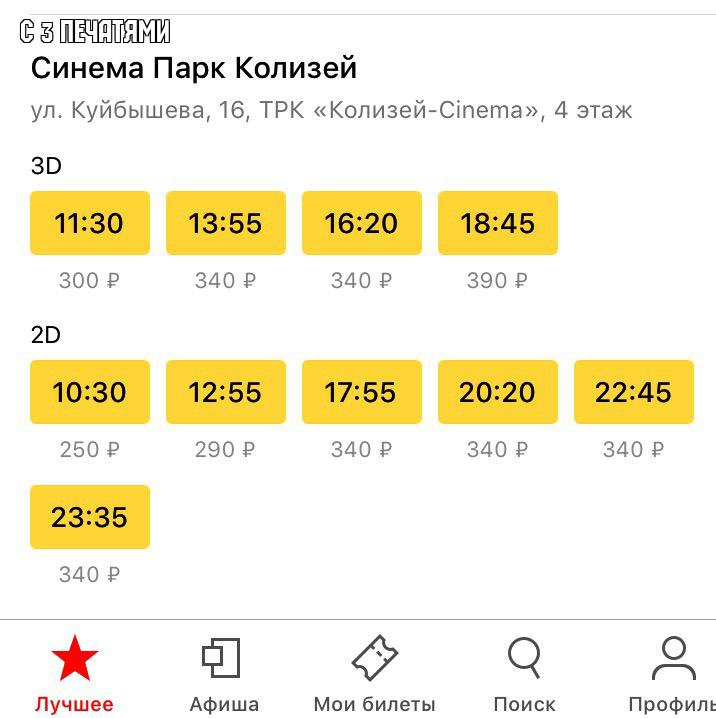 С 3 ПЕЧАТЯМИ
Синема Парк Колизей
ул. Куйбышева, 16, ТРК «Колизей-Cinema», 4 этаж
3D
11:30 13:55 16:20 18:45
300 ₽ 340 ₽ 340 ₽ 390 ₽
2D
10:30 12:55 17:55 20:20 22:45
250 ₽ 290 ₽ 340 ₽ 340 ₽ 340 ₽
23:35
340 ₽
Лучшее Афиша Мои билеты Поиск Профиль